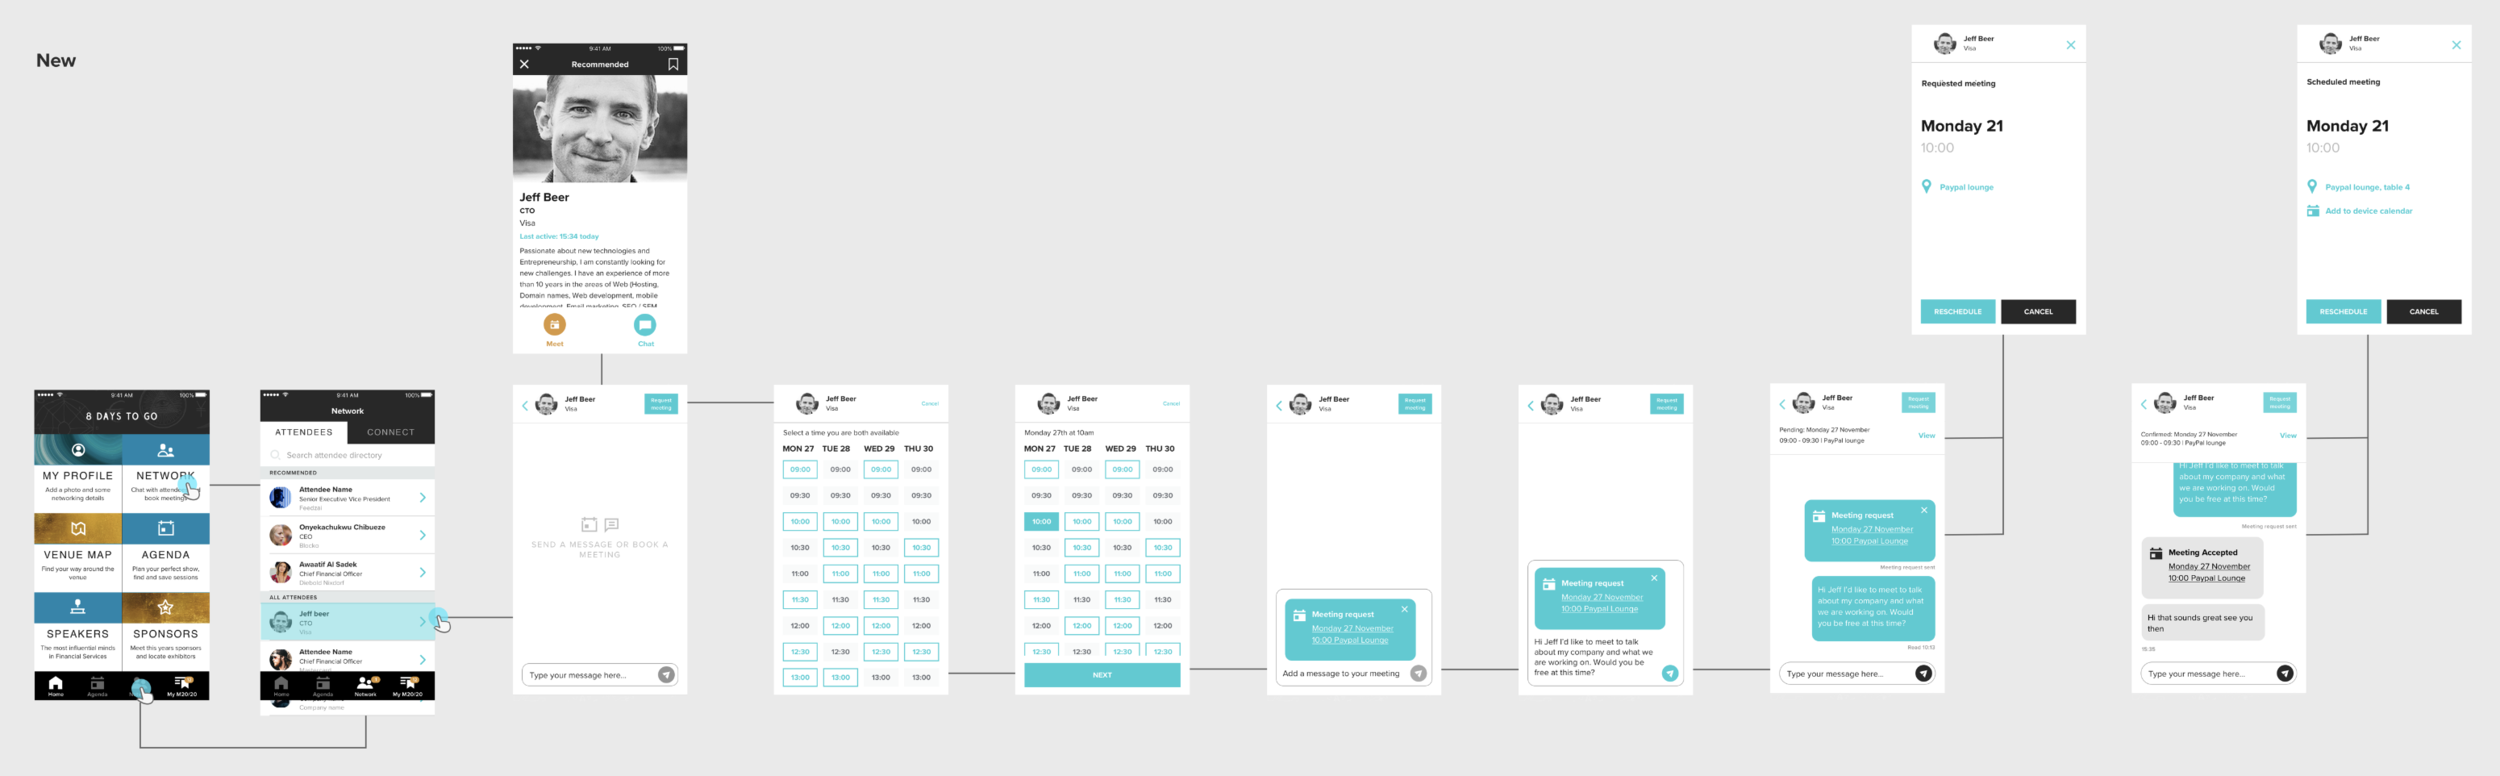 New
9:41 AM
100%
8 DAYS TO GO
MY PROFILE
Add a photo and some
networking details
NETWORK
Chat with
book meetings
VENUE MAP
Find your way around the
venue
AGENDA
Plan your perfect show,
find and save sessions
SPEAKERS
The most influential minds
in Financial Services
SPONSORS
Meet this years sponsors
and locate exhibitors
Home
Agenda
My M20/20
9:41 AM
100%
Network
ATTENDEES
CONNECT
Search attendee directory
RECOMMENDED
Attendee Name
Senior Executive Vice President
Feedzai
Onyekachukwu Chibueze
CEO
Blocko
Awaatif Al Sadek
Chief Financial Officer
Diebold Nixdorf
ALL ATTENDEES
Jeff beer
CTO
Visa
Attendee Name
Chief Financial Officer
Home
Agenda
Network
My M20/20
Company name
9:41 AM
100%
Recommended
Jeff Beer
CTO
Visa
Last active: 15:34 today
Passionate about new technologies and
Entrepreneurship, I am constantly looking for
new challenges. I have an experience of more
than 10 years in the areas of Web (Hosting,
Domain names, Web development, mobile
development, Email marketing, SEO / SEM
Meet
Chat
Jeff Beer
Visa
Request
meeting
SEND A MESSAGE OR BOOK A
MEETING
Type your message here...
Jeff Beer
Visa
Cancel
Select a time you are both available
MON 27 TUE 28 WED 29 THU 30
09:00 09:00 09:00 09:00
09:30 09:30 09:30 09:30
10:00 10:00 10:00 10:00
10:30 10:30 10:30 10:30
11:00 11:00 11:00 11:00
11:30 11:30 11:30 11:30
12:00 12:00 12:00 12:00
12:30 12:30 12:30 12:30
13:00 13:00 13:00 13:00
Jeff Beer
Visa
Cancel
Monday 27th at 10am
MON 27 TUE 28 WED 29 THU 30
09:00 09:00 09:00 09:00
09:30 09:30 09:30 09:30
10:00 10:00 10:00 10:00
10:30 10:30 10:30 10:30
11:00 11:00 11:00 11:00
11:30 11:30 11:30 11:30
12:00 12:00 12:00 12:00
12:30 12:30 12:30 12:30
NEXT
Jeff Beer
Visa
Request
meeting
Meeting request
Monday 27 November
10:00 Paypal Lounge
Add a message to your meeting
Jeff Beer
Visa
Request
meeting
Meeting request
Monday 27 November
10:00 Paypal Lounge
Hi Jeff I'd like to meet to talk
about my company and what we
are working on. Would you be
free at this time?
Jeff Beer
Visa
Request
meeting
Pending: Monday 27 November
09:00 - 09:30 | PayPal lounge
View
Meeting request
Monday 27 November
10:00 Paypal Lounge
Meeting request sent
Hi Jeff I'd like to meet to talk
about my company and what
we are working on. Would
you be free at this time?
Read 10:13
Type your message here...
Jeff Beer
Visa
Requested meeting
Monday 21
10:00
Paypal lounge
RESCHEDULE
CANCEL
Jeff Beer
Visa
Request
meeting
Confirmed: Monday 27 November
09:00 - 09:30 | PayPal lounge
View
Hi Jeff I'd like to meet to talk
about my company and what
we are working on. Would
you be free at this time?
Meeting request sent
Meeting Accepted
Monday 27 November
10:00 Paypal Lounge
Hi that sounds great see you
then
15.35
Type your message here...
Jeff Beer
Visa
Scheduled meeting
Monday 21
10:00
Paypal lounge, table 4
Add to device calendar
RESCHEDULE
CANCEL